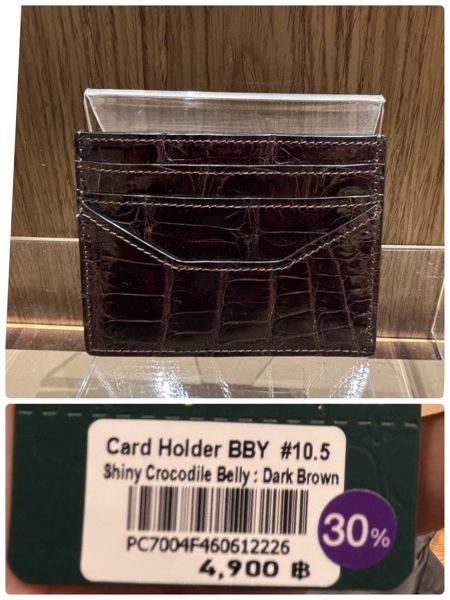 Card Holder BBY #10.5
Shiny Crocodile Belly : Dark Brown
PC7004F460612226
4,900 ฿
30%